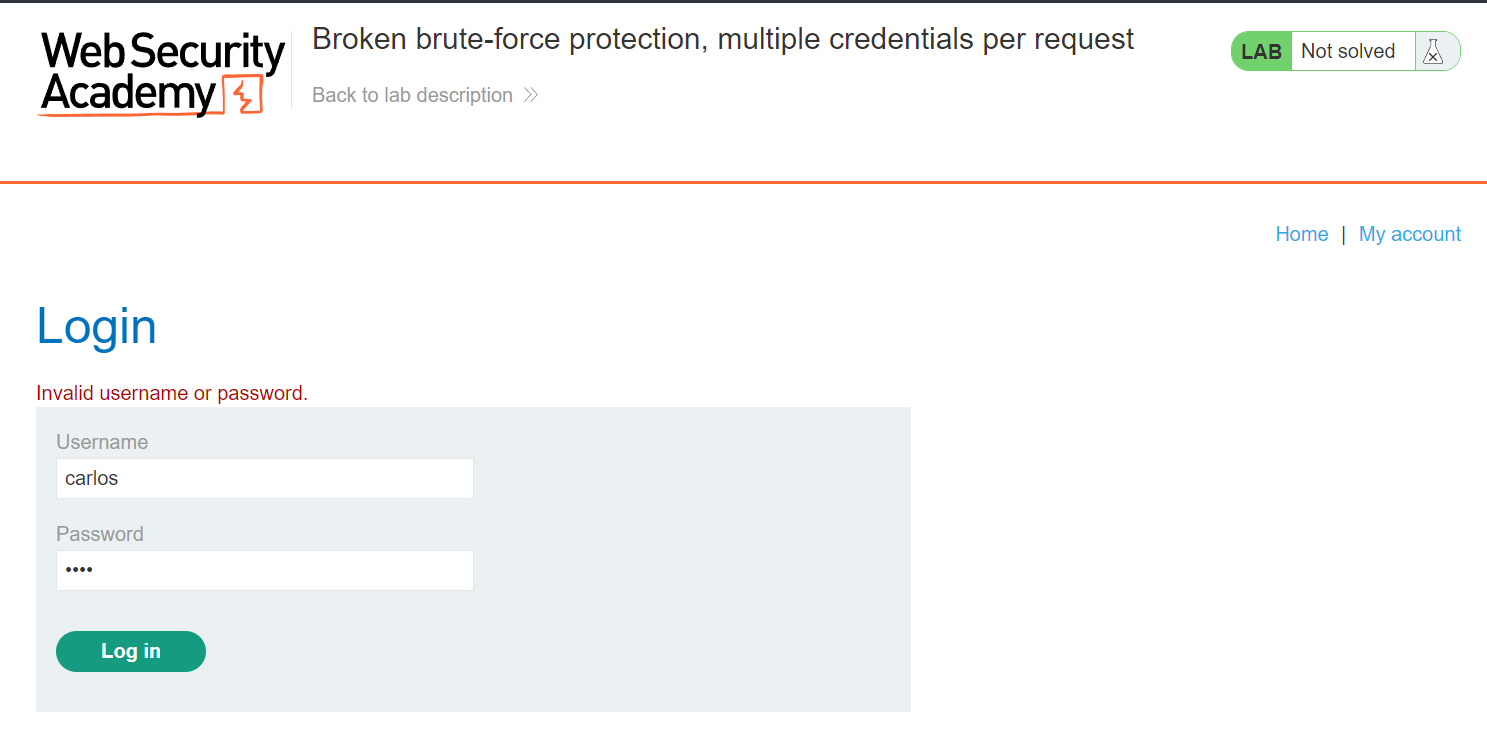 Web Security
Academy
Broken brute-force protection, multiple credentials per request
Back to lab description
LAB Not solved
Home | My account
Login
Invalid username or password.
Username
carlos
Password
••••
Log in